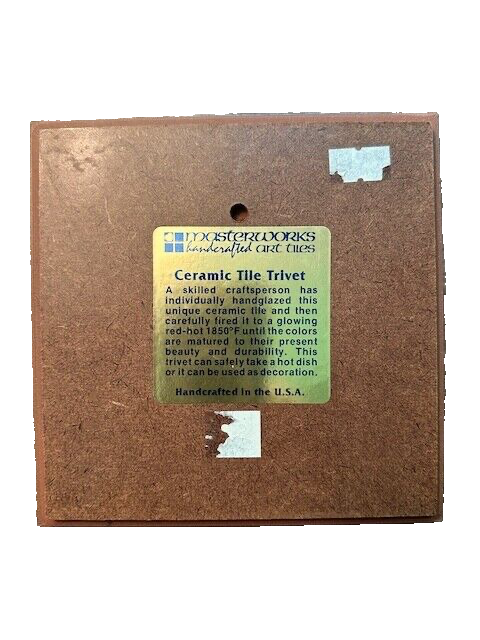 masterworks
handcrafted art tiles
Ceramic Tile Trivet
A skilled craftsperson has
individually handglazed this
unique ceramic tile and then
carefully fired it to a glowing
red-hot 1850°F until the colors
are matured to their present
beauty and durability. This
trivet can safely take a hot dish
or it can be used as decoration.
Handcrafted in the U.S.A.